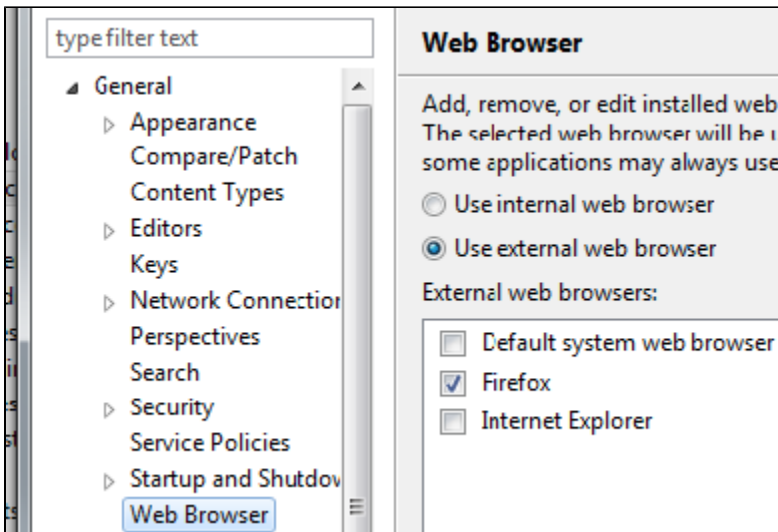 type filter text
General
Appearance
Compare/Patch
Content Types
Editors
Keys
Network Connection
Perspectives
Search
Security
Service Policies
Startup and Shutdow
Web Browser
Web Browser
Add, remove, or edit installed web
The selected web browser will be
some applications may always use
Use internal web browser
Use external web browser
External web browsers:
Default system web browser
Firefox
Internet Explorer